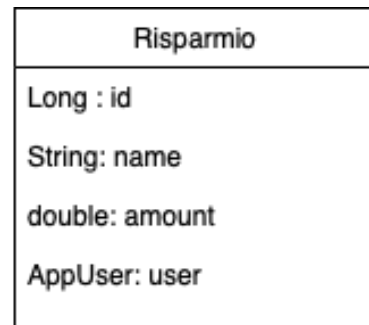 Risparmio
Long : id
String: name
double: amount
AppUser: user